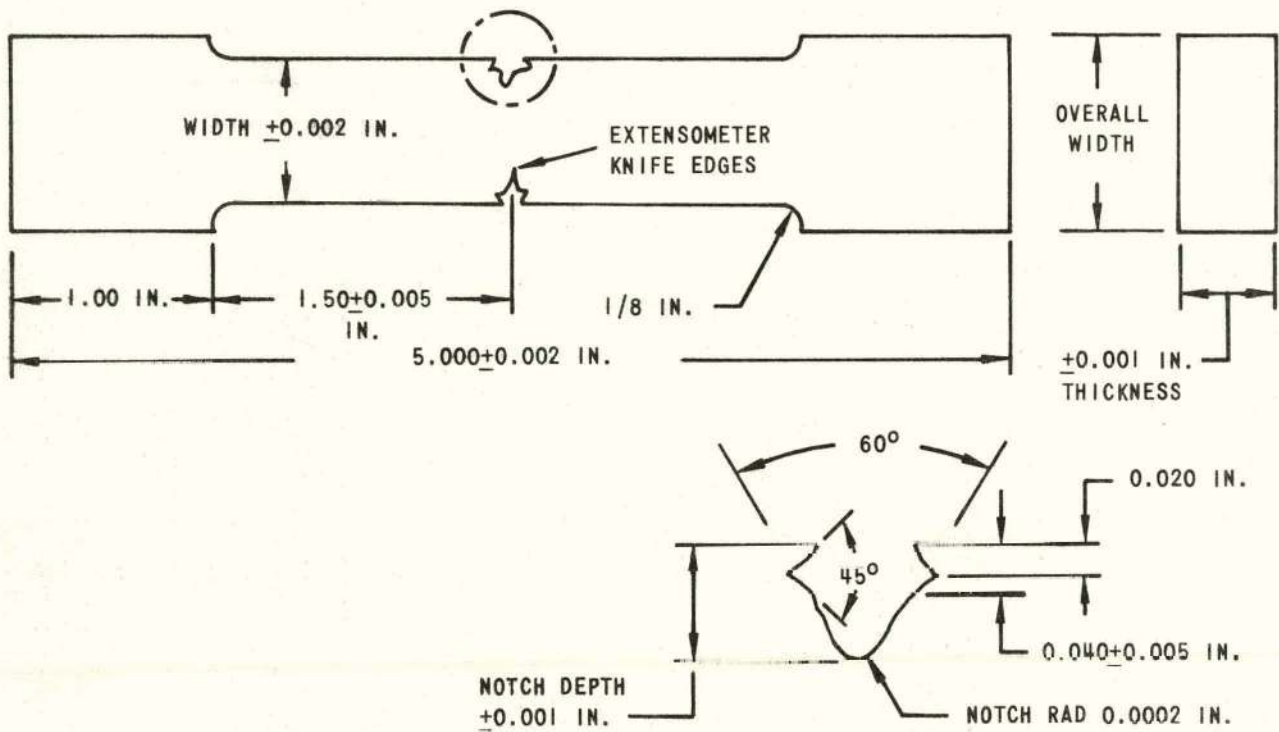 WIDTH ±0.002 IN.
EXTENSOMETER
KNIFE EDGES
OVERALL
WIDTH
1.00 IN.
1.50±0.005
IN.
1/8 IN.
5.000±0.002 IN.
±0.001 IN.
THICKNESS
60°
0.020 IN.
45°
0.040±0.005 IN.
NOTCH DEPTH
±0.001 IN.
NOTCH RAD 0.0002 IN.